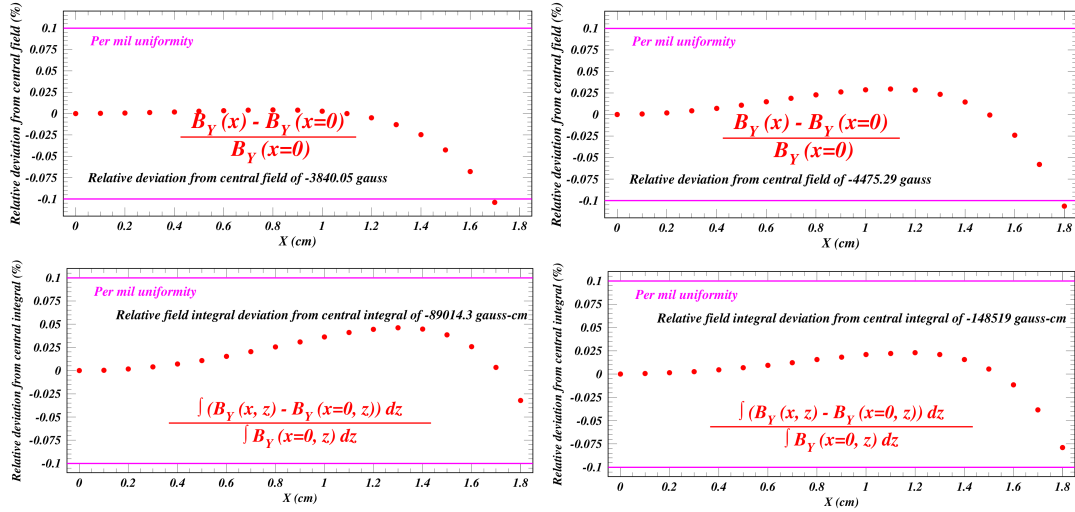 Relative deviation from central field (%)
0.1
0.075
0.05
0.025
0
-0.025
-0.05
-0.075
-0.1
Per mil uniformity
B_Y (x) - B_Y (x=0)
B_Y (x=0)
Relative deviation from central field of -3840.05 gauss
0 0.2 0.4 0.6 0.8 1 1.2 1.4 1.6 1.8
X (cm)
Relative deviation from central field (%)
0.1
0.075
0.05
0.025
0
-0.025
-0.05
-0.075
-0.1
Per mil uniformity
B_Y (x) - B_Y (x=0)
B_Y (x=0)
Relative deviation from central field of -4475.29 gauss
0 0.2 0.4 0.6 0.8 1 1.2 1.4 1.6 1.8
X (cm)
Relative deviation from central integral (%)
0.1
0.075
0.05
0.025
0
-0.025
-0.05
-0.075
-0.1
Per mil uniformity
Relative field integral deviation from central integral of -89014.3 gauss-cm
∫ (B_Y (x, z) - B_Y (x=0, z)) dz
∫ B_Y (x=0, z) dz
0 0.2 0.4 0.6 0.8 1 1.2 1.4 1.6 1.8
X (cm)
Relative deviation from central integral (%)
0.1
0.075
0.05
0.025
0
-0.025
-0.05
-0.075
-0.1
Per mil uniformity
Relative field integral deviation from central integral of -148519 gauss-cm
∫ (B_Y (x, z) - B_Y (x=0, z)) dz
∫ B_Y (x=0, z) dz
0 0.2 0.4 0.6 0.8 1 1.2 1.4 1.6 1.8
X (cm)